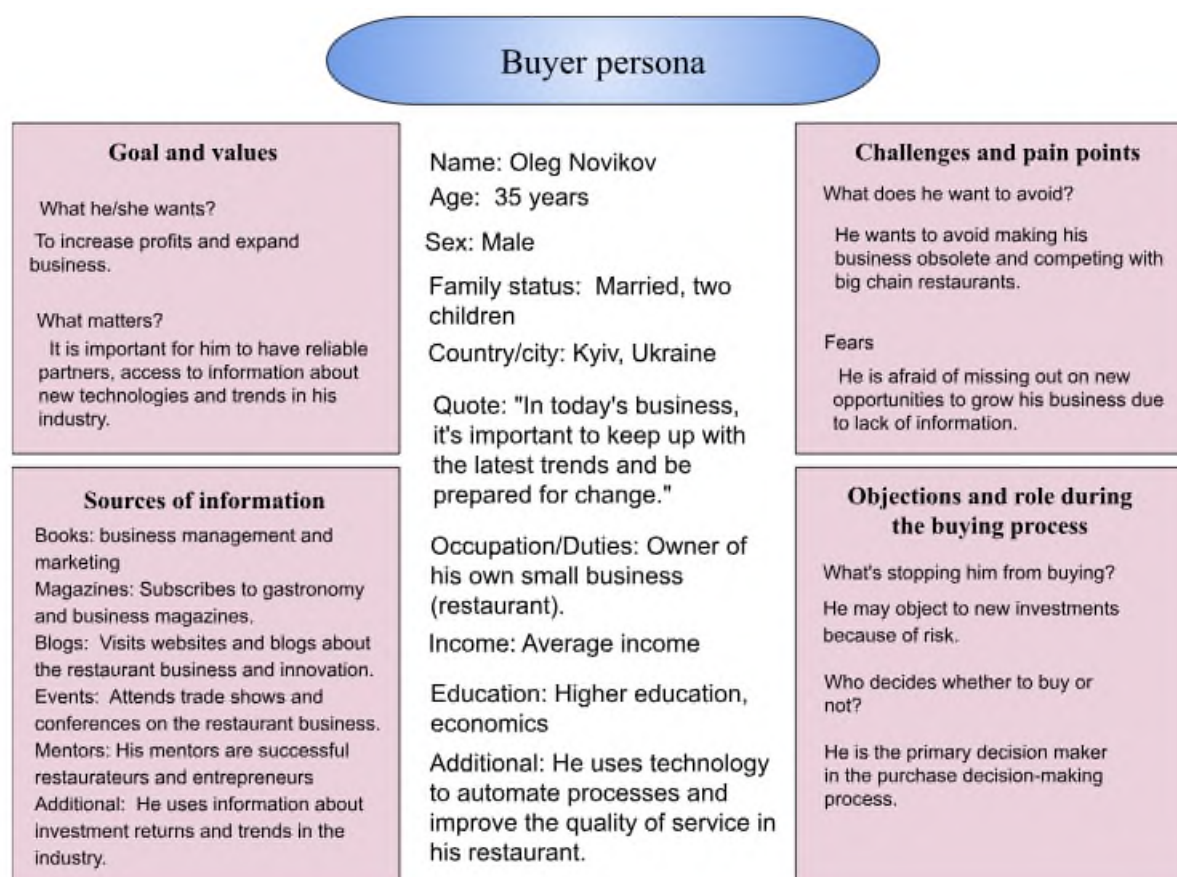 Buyer persona
Goal and values
What he/she wants?
To increase profits and expand
business.
What matters?
It is important for him to have reliable
partners, access to information about
new technologies and trends in his
industry.
Sources of information
Books: business management and
marketing
Magazines: Subscribes to gastronomy
and business magazines.
Blogs: Visits websites and blogs about
the restaurant business and innovation.
Events: Attends trade shows and
conferences on the restaurant business.
Mentors: His mentors are successful
restaurateurs and entrepreneurs
Additional: He uses information about
investment returns and trends in the
industry.
Name: Oleg Novikov
Age: 35 years
Sex: Male
Family status: Married, two
children
Country/city: Kyiv, Ukraine
Quote: "In today's business,
it's important to keep up with
the latest trends and be
prepared for change."
Occupation/Duties: Owner of
his own small business
(restaurant).
Income: Average income
Education: Higher education,
economics
Additional: He uses technology
to automate processes and
improve the quality of service in
his restaurant.
Challenges and pain points
What does he want to avoid?
He wants to avoid making his
business obsolete and competing with
big chain restaurants.
Fears
He is afraid of missing out on new
opportunities to grow his business due
to lack of information.
Objections and role during
the buying process
What's stopping him from buying?
He may object to new investments
because of risk.
Who decides whether to buy or
not?
He is the primary decision maker
in the purchase decision-making
process.